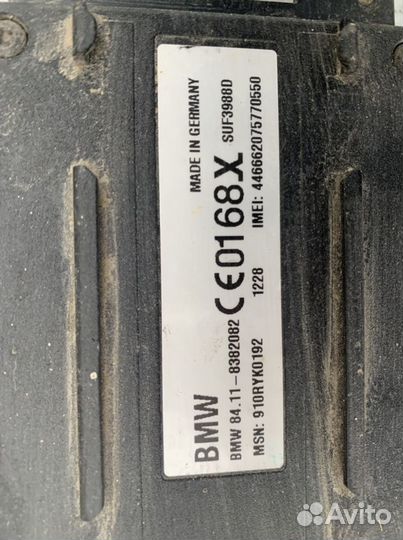 BMW
MADE IN GERMANY
BMW 84.11-8382082 CE0168X SUF3988D
MSN: 910RYK0192 1228 IMEI: 446662075770550
Avito